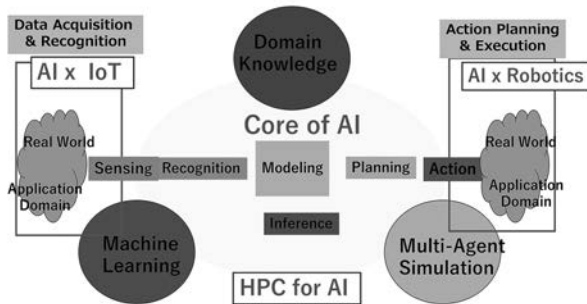 Data Acquisition
& Recognition
AI x IoT
Real World
Application
Domain
Domain
Knowledge
Action Planning
& Execution
AI x Robotics
Real World
Application
Domain
Core of AI
Sensing
Recognition
Modeling
Planning
Action
Inference
Machine
Learning
Multi-Agent
Simulation
HPC for AI